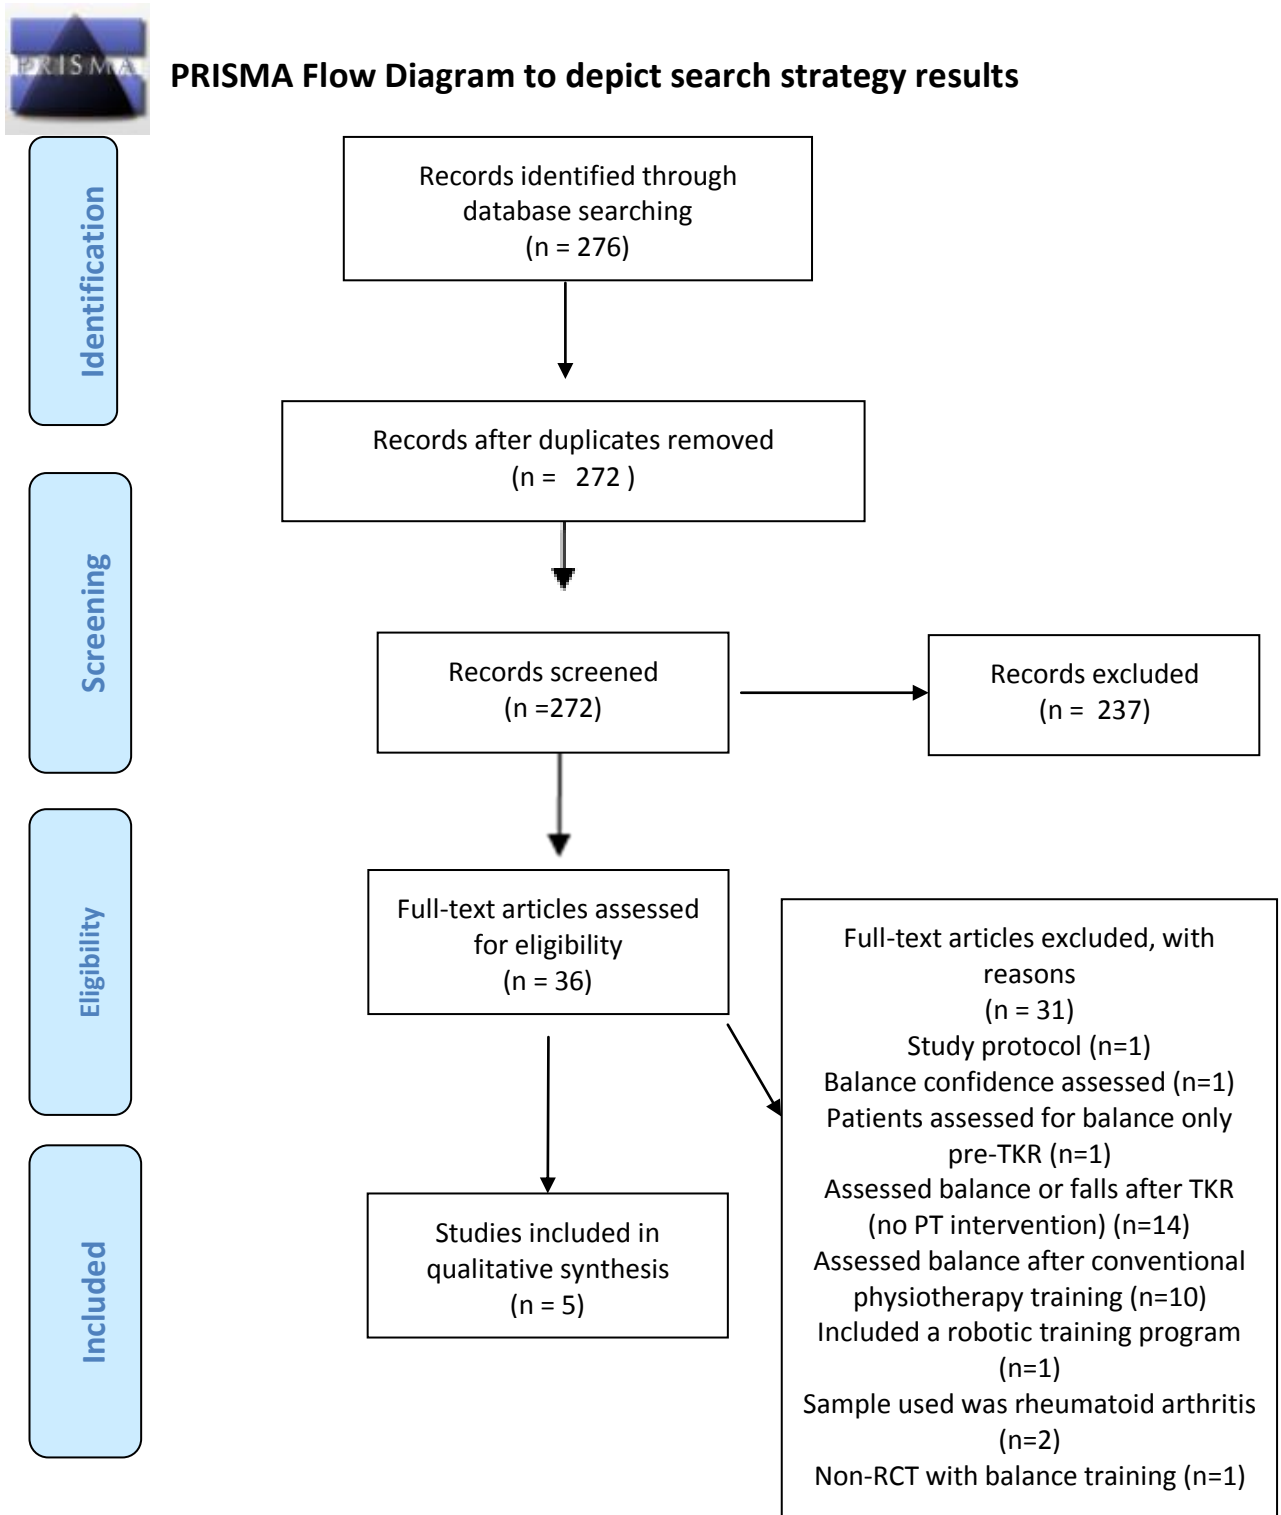 PRISMA
PRISMA Flow Diagram to depict search strategy results
Identification
Records identified through
database searching
(n = 276)
Records after duplicates removed
(n = 272 )
Screening
Records screened
(n =272)
Records excluded
(n = 237)
Eligibility
Full-text articles assessed
for eligibility
(n = 36)
Full-text articles excluded, with
reasons
(n = 31)
Study protocol (n=1)
Balance confidence assessed (n=1)
Patients assessed for balance only
pre-TKR (n=1)
Assessed balance or falls after TKR
(no PT intervention) (n=14)
Assessed balance after conventional
physiotherapy training (n=10)
Included a robotic training program
(n=1)
Sample used was rheumatoid arthritis
(n=2)
Non-RCT with balance training (n=1)
Included
Studies included in
qualitative synthesis
(n = 5)